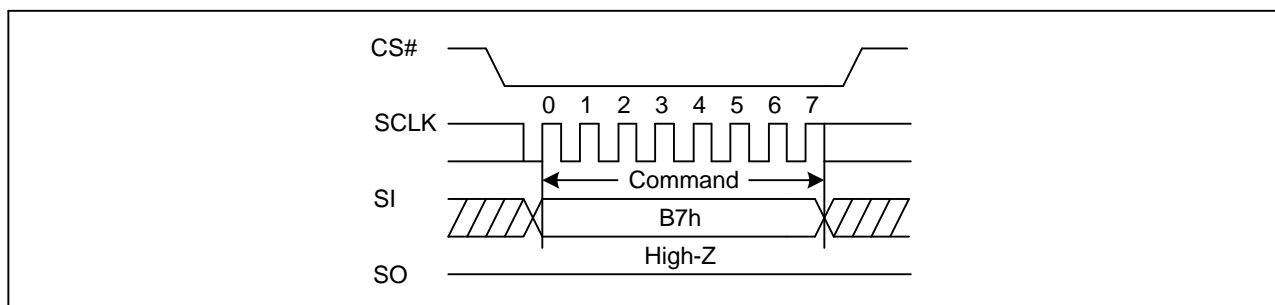 CS#
0 1 2 3 4 5 6 7
SCLK
Command
SI
B7h
High-Z
SO